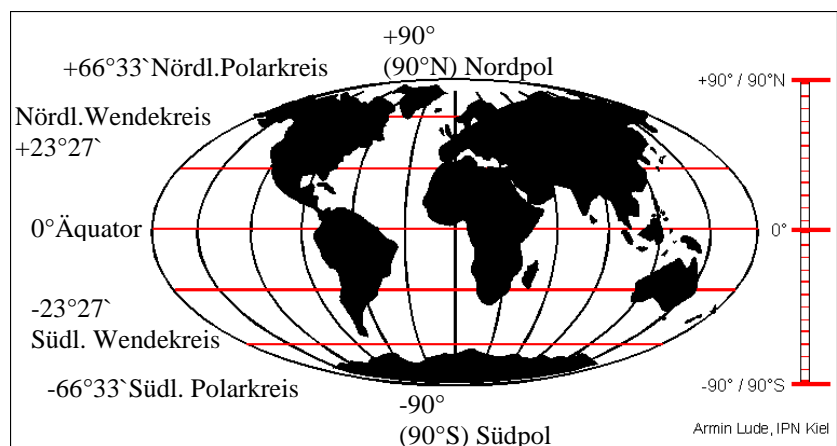 +90°
(90°N) Nordpol
+66°33`Nördl.Polarkreis
Nördl.Wendekreis
+23°27`
0°Äquator
-23°27`
Südl. Wendekreis
-66°33`Südl. Polarkreis
-90°
(90°S) Südpol
+90° / 90°N
0°
-90° / 90°S
Armin Lude, IPN Kiel